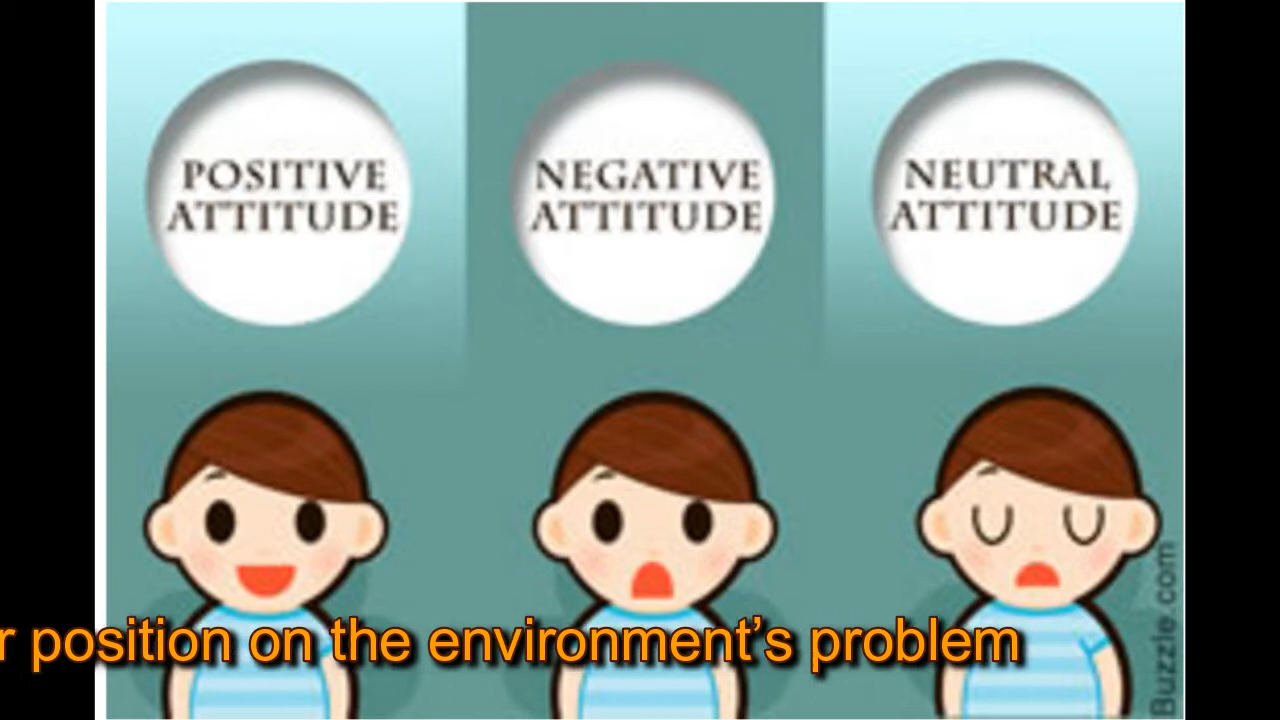 POSITIVE
ATTITUDE
NEGATIVE
ATTITUDE
NEUTRAL
ATTITUDE
r position on the environment’s problem
Buzzle.com